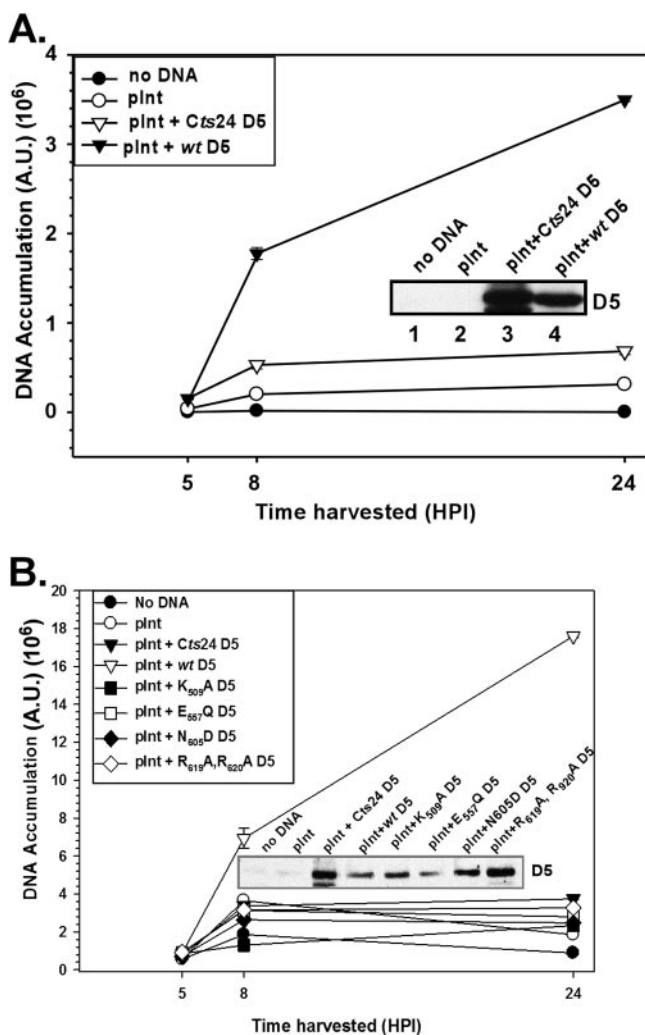 A.
DNA Accumulation (A.U.) (10⁶)
4
3
2
1
0
no DNA
pInt
pInt + Cts24 D5
pInt + wt D5
no DNA
pInt
pInt+Cts24 D5
pInt+wt D5
D5
1 2 3 4
5 8 24
Time harvested (HPI)
B.
DNA Accumulation (A.U.) (10⁶)
20
18
16
14
12
10
8
6
4
2
0
No DNA
pInt
pInt + Cts24 D5
pInt + wt D5
pInt + K₅₀₉A D5
pInt + E₅₅₇Q D5
pInt + N₆₀₅D D5
pInt + R₆₁₉A,R₆₂₀A D5
no DNA
pInt
pInt + Cts24 D5
pInt+wt D5
pInt+K₅₀₉A D5
pInt+E₅₅₇Q D5
pInt+N605D D5
pInt+R₆₁₉A, R₉₂₀A D5
D5
5 8 24
Time harvested (HPI)